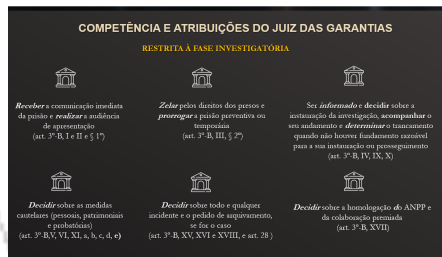 COMPETÊNCIA E ATRIBUIÇÕES DO JUIZ DAS GARANTIAS
RESTRITA À FASE INVESTIGATÓRIA
Receber a comunicação imediata
da prisão e realizar a audiência
de apresentação
(art. 3º-B, I e II e § 1º)
Zelar pelos direitos dos presos e
prorrogar a prisão preventiva ou
temporária
(art. 3º-B, III, § 2º)
Ser informado e decidir sobre a
instauração da investigação, acompanhar o
seu andamento e determinar o trancamento
quando não houver fundamento razoável
para a sua instauração ou prosseguimento
(art. 3º-B, IV, IX, X)
Decidir sobre as medidas
cautelares (pessoais, patrimoniais
e probatórias)
(art. 3º-B,V, VI, XI, a, b, c, d, e)
Decidir sobre todo e qualquer
incidente e o pedido de arquivamento,
se for o caso
(art. 3º-B, XV, XVI e XVIII, e art. 28 )
Decidir sobre a homologação do ANPP e
da colaboração premiada
(art. 3º-B, XVII)